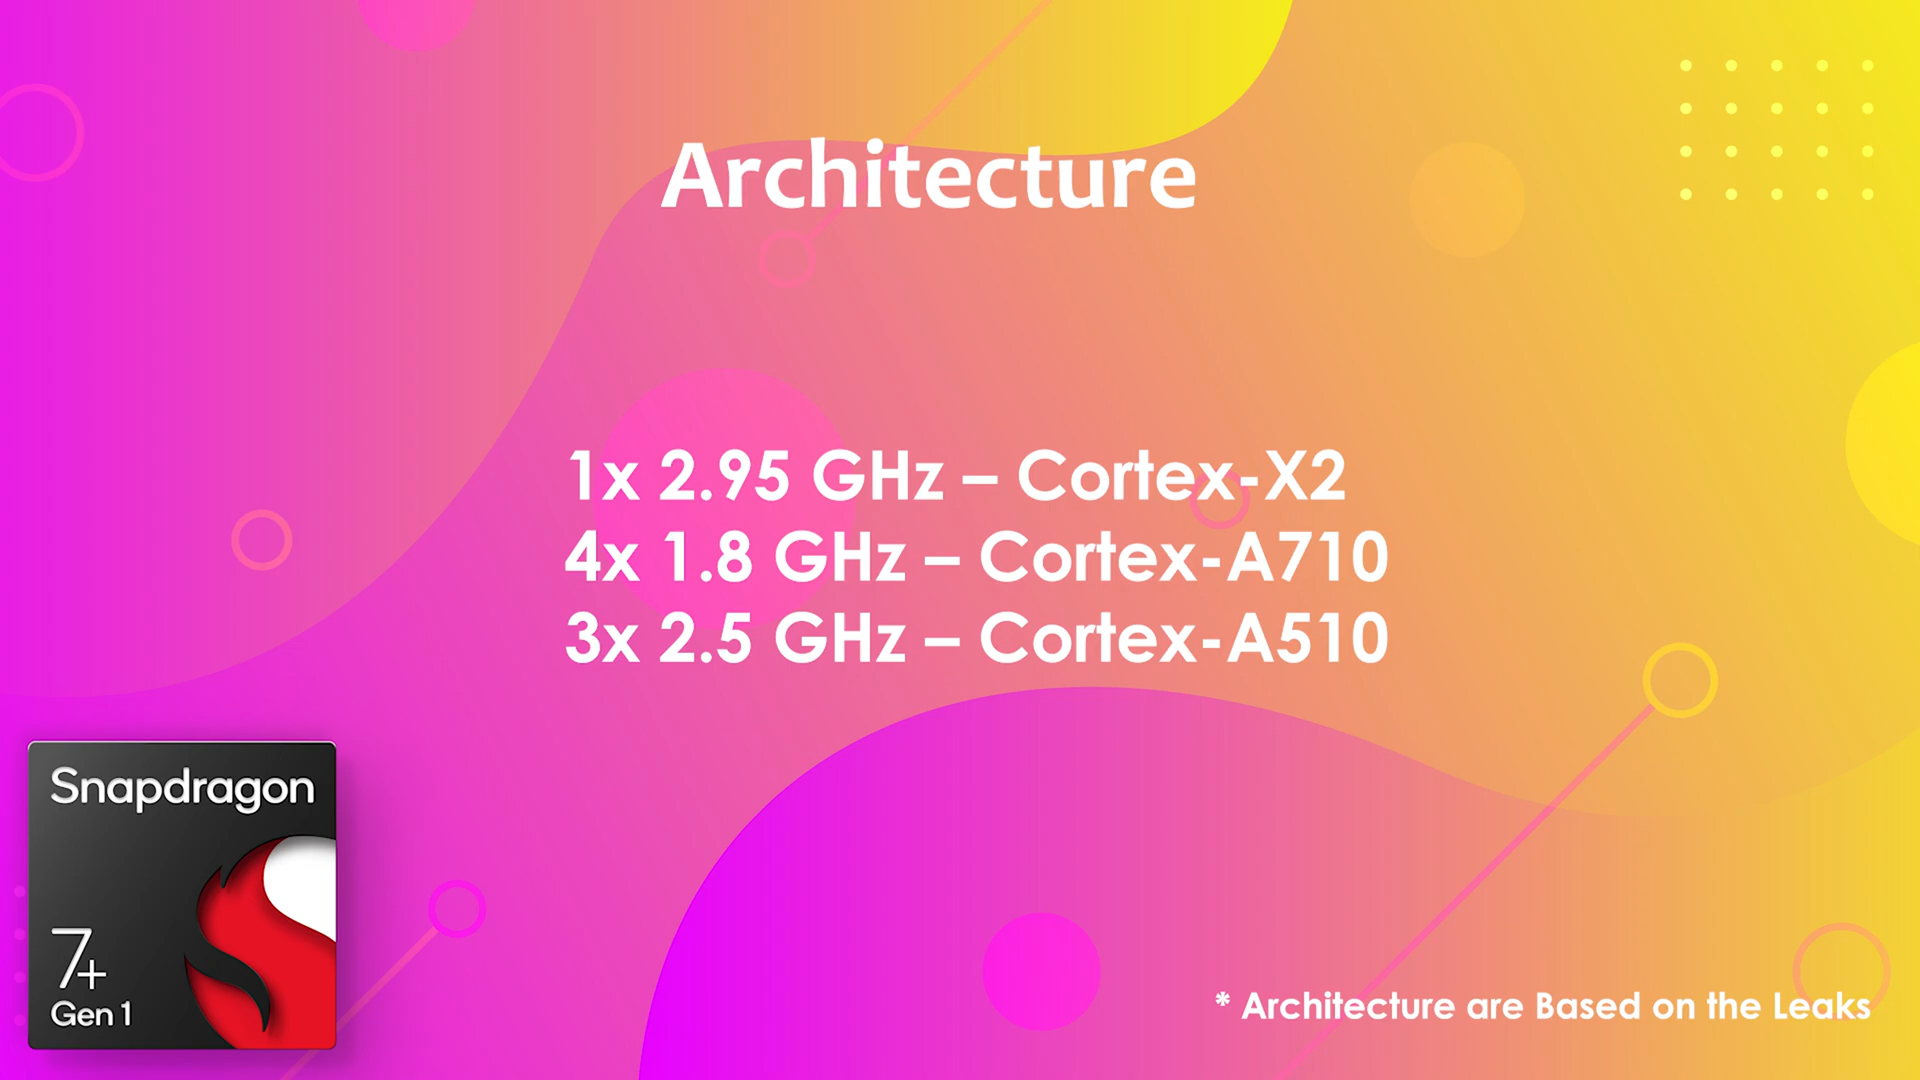 Architecture
1x 2.95 GHz – Cortex-X2
4x 1.8 GHz – Cortex-A710
3x 2.5 GHz – Cortex-A510
Snapdragon
7+
Gen 1
* Architecture are Based on the Leaks